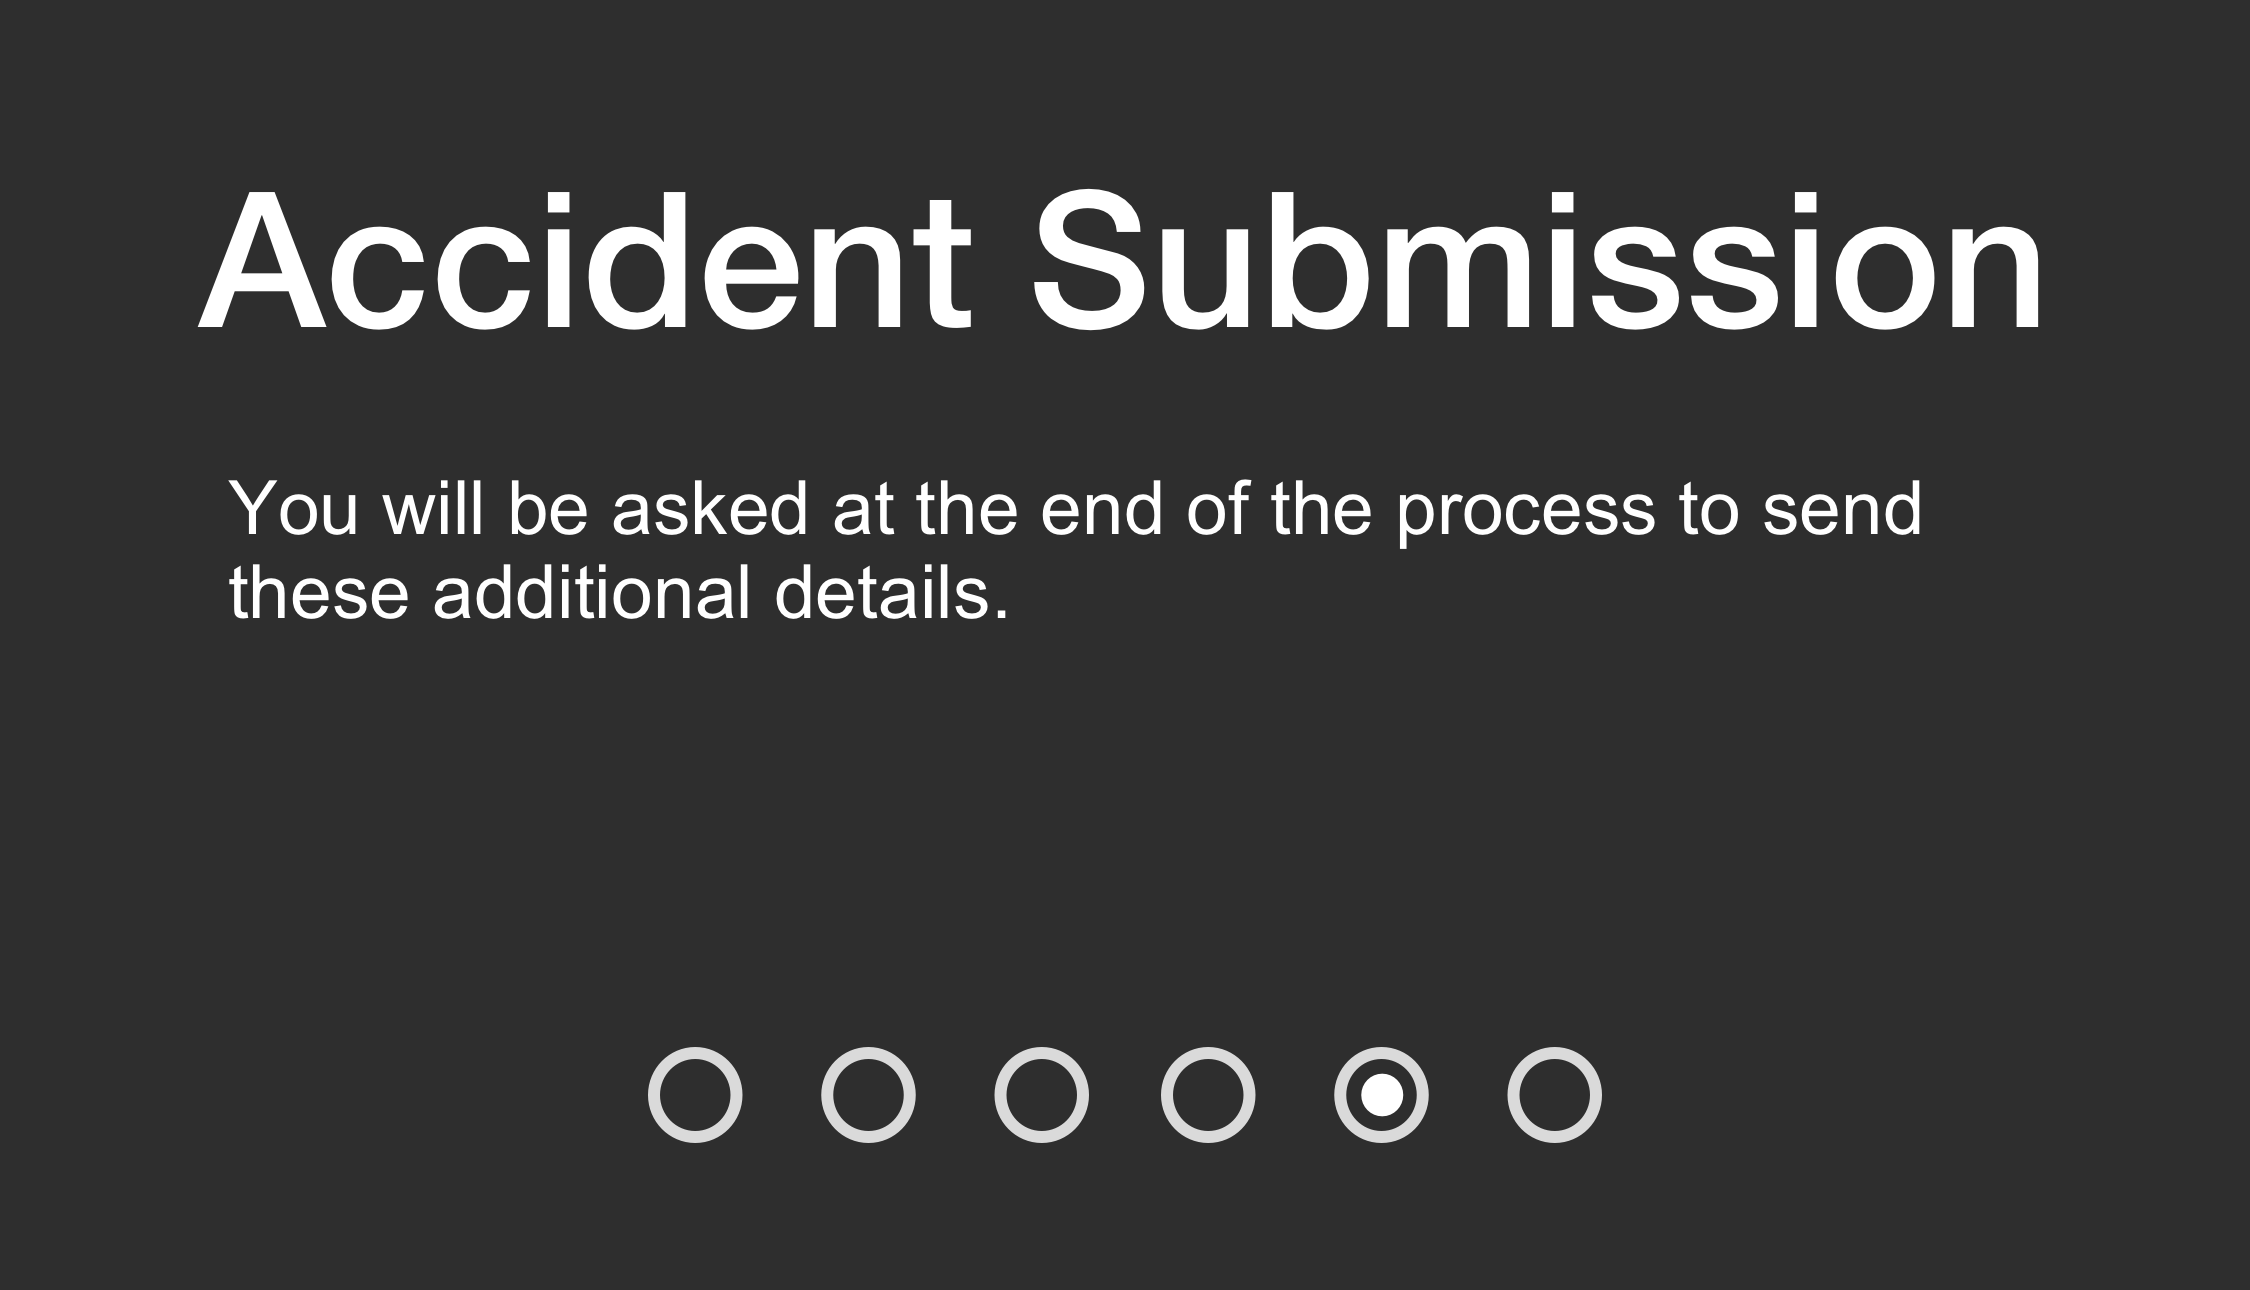 Accident Submission
You will be asked at the end of the process to send
these additional details.